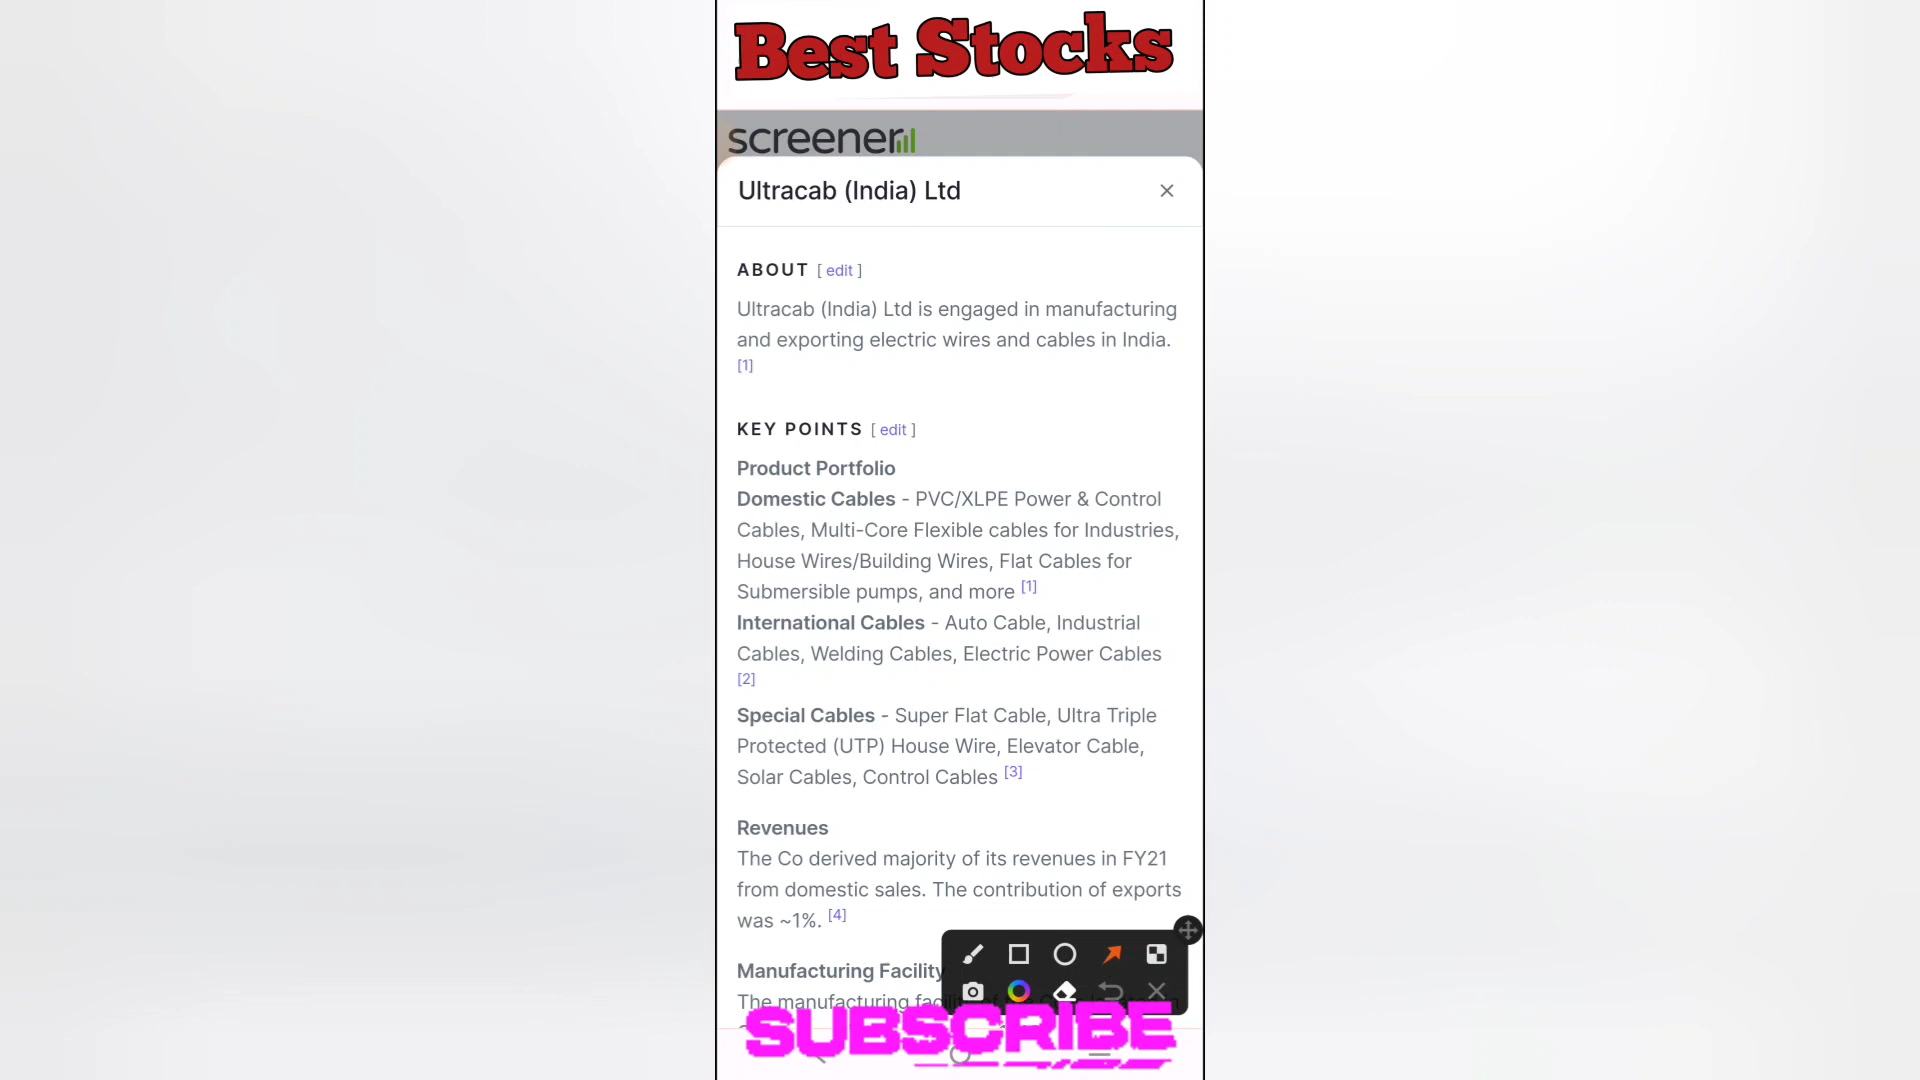 Best Stocks
screener
Ultracab (India) Ltd
ABOUT [ edit ]
Ultracab (India) Ltd is engaged in manufacturing
and exporting electric wires and cables in India.
[1]
KEY POINTS [ edit ]
Product Portfolio
Domestic Cables - PVC/XLPE Power & Control
Cables, Multi-Core Flexible cables for Industries,
House Wires/Building Wires, Flat Cables for
Submersible pumps, and more [1]
International Cables - Auto Cable, Industrial
Cables, Welding Cables, Electric Power Cables
[2]
Special Cables - Super Flat Cable, Ultra Triple
Protected (UTP) House Wire, Elevator Cable,
Solar Cables, Control Cables [3]
Revenues
The Co derived majority of its revenues in FY21
from domestic sales. The contribution of exports
was ~1%. [4]
Manufacturing Facility
The manufacturing
SUBSCRIBE